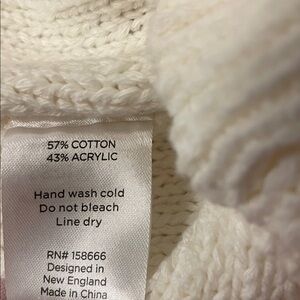 57% COTTON
43% ACRYLIC
Hand wash cold
Do not bleach
Line dry
RN# 158666
Designed in
New England
Made in China